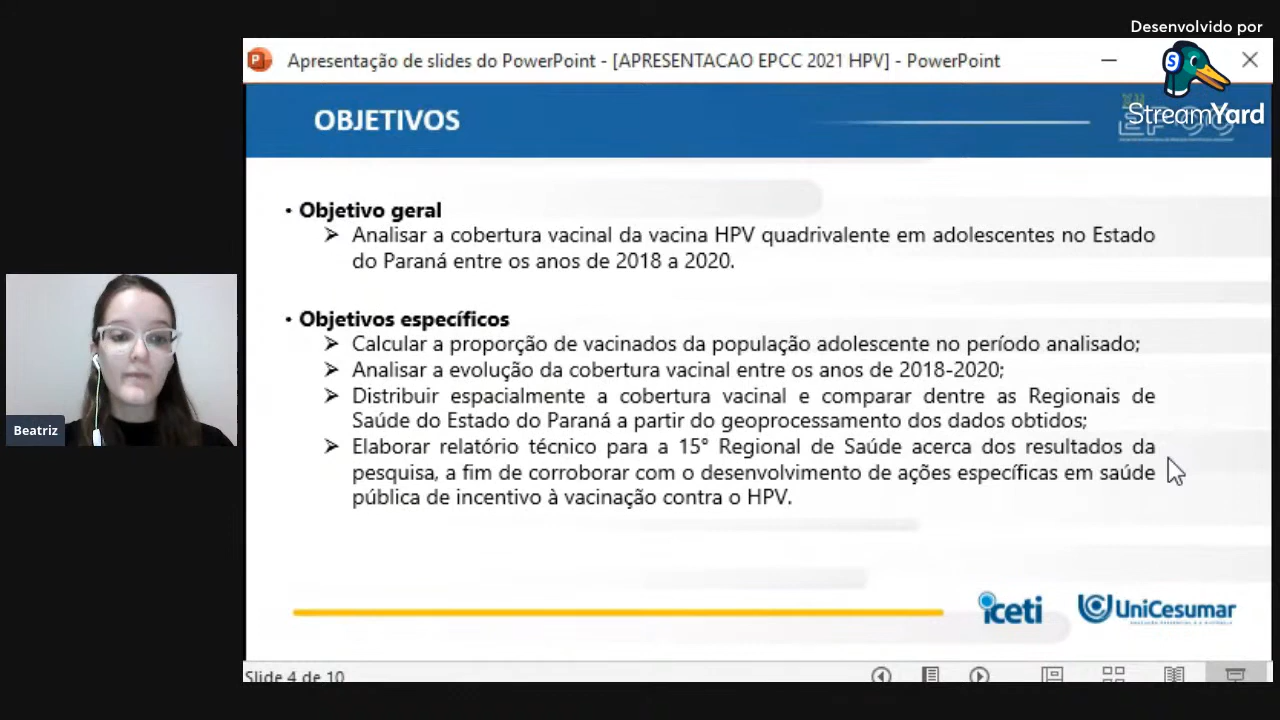 Desenvolvido por
StreamYard
Apresentação de slides do PowerPoint - [APRESENTACAO EPCC 2021 HPV] - PowerPoint
OBJETIVOS
• Objetivo geral
➢ Analisar a cobertura vacinal da vacina HPV quadrivalente em adolescentes no Estado
do Paraná entre os anos de 2018 a 2020.
• Objetivos específicos
➢ Calcular a proporção de vacinados da população adolescente no período analisado;
➢ Analisar a evolução da cobertura vacinal entre os anos de 2018-2020;
➢ Distribuir espacialmente a cobertura vacinal e comparar dentre as Regionais de
Saúde do Estado do Paraná a partir do geoprocessamento dos dados obtidos;
➢ Elaborar relatório técnico para a 15° Regional de Saúde acerca dos resultados da
pesquisa, a fim de corroborar com o desenvolvimento de ações específicas em saúde
pública de incentivo à vacinação contra o HPV.
Beatriz
iceti
UniCesumar
Slide 4 de 10